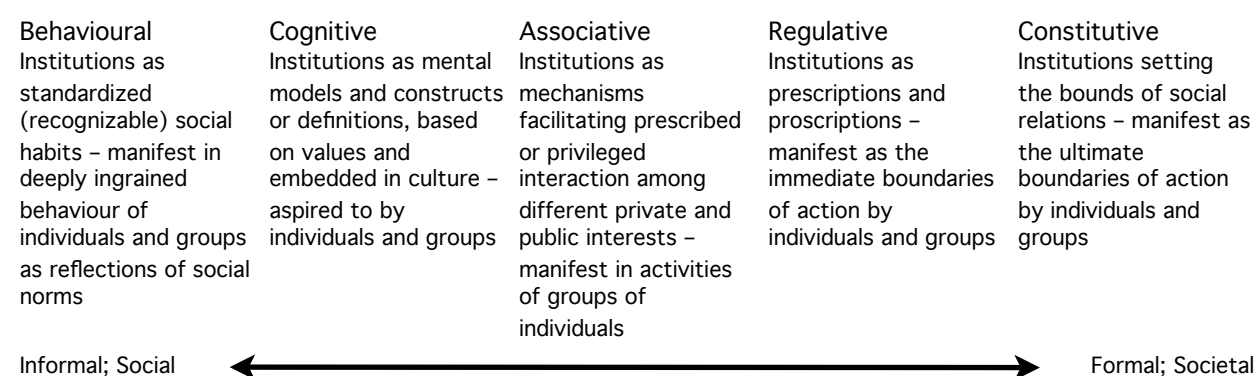 Behavioural
Institutions as
standardized
(recognizable) social
habits – manifest in
deeply ingrained
behaviour of
individuals and groups
as reflections of social
norms
Cognitive
Institutions as mental
models and constructs
or definitions, based
on values and
embedded in culture –
aspired to by
individuals and groups
Associative
Institutions as
mechanisms
facilitating prescribed
or privileged
interaction among
different private and
public interests –
manifest in activities
of groups of
individuals
Regulative
Institutions as
prescriptions and
proscriptions –
manifest as the
immediate boundaries
of action by
individuals and groups
Constitutive
Institutions setting
the bounds of social
relations – manifest as
the ultimate
boundaries of action
by individuals and
groups
Informal; Social
Formal; Societal